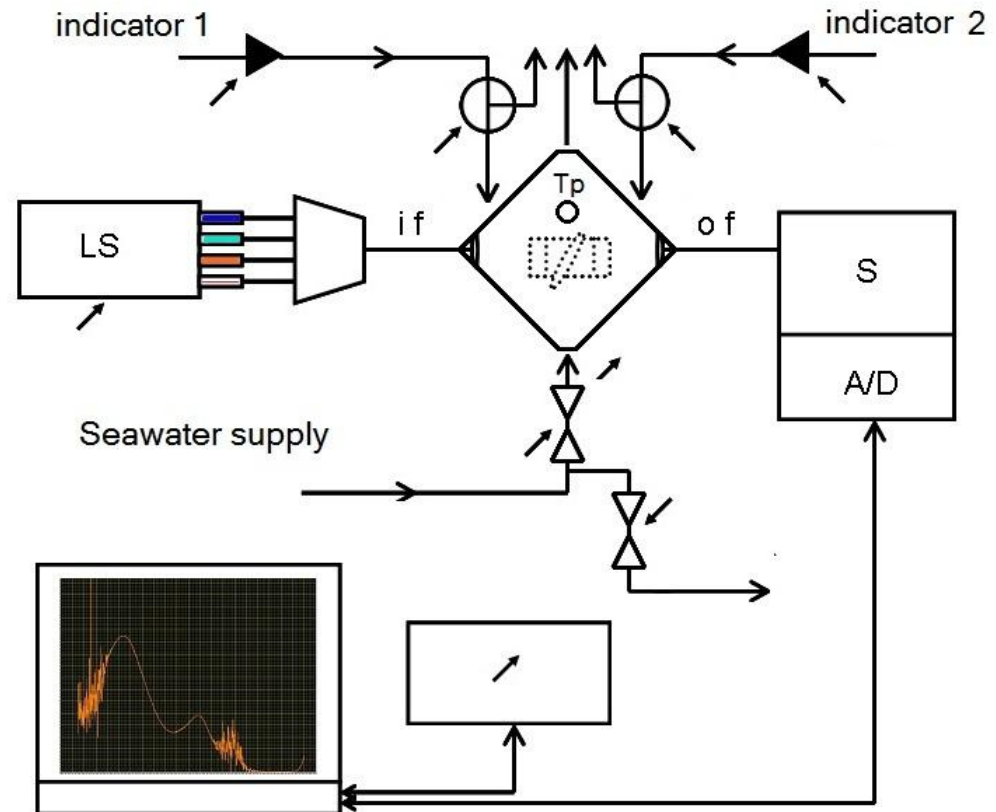 indicator 1
indicator 2
Tp
LS
i f
o f
S
A/D
Seawater supply